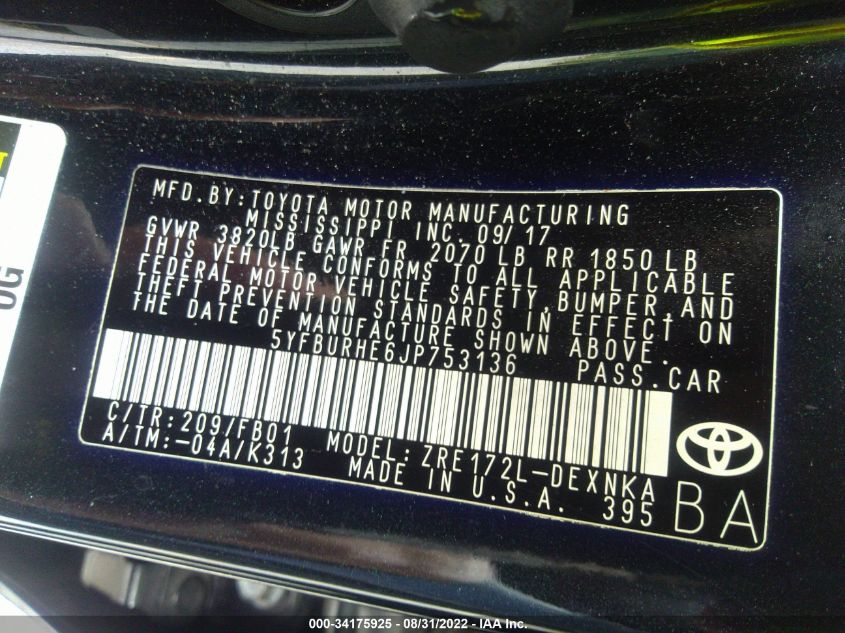 MFD.BY:TOYOTA MOTOR MANUFACTURING
MISSISSIPPI INC. 09/17
GVWR 3820LB GAWR FR 2070 LB RR 1850 LB
THIS VEHICLE CONFORMS TO ALL APPLICABLE
FEDERAL MOTOR VEHICLE SAFETY,BUMPER,AND
THEFT PREVENTION STANDARDS IN EFFECT ON
THE DATE OF MANUFACTURE SHOWN ABOVE.
5YFBURHE6JP753136 PASS.CAR
C/TR:209/FB01 MODEL:ZRE172L-DEXNKA
A/TM:-04A/K313 MADE IN U.S.A. 395
BA
OG
000-34175925 - 08/31/2022 - IAA Inc.